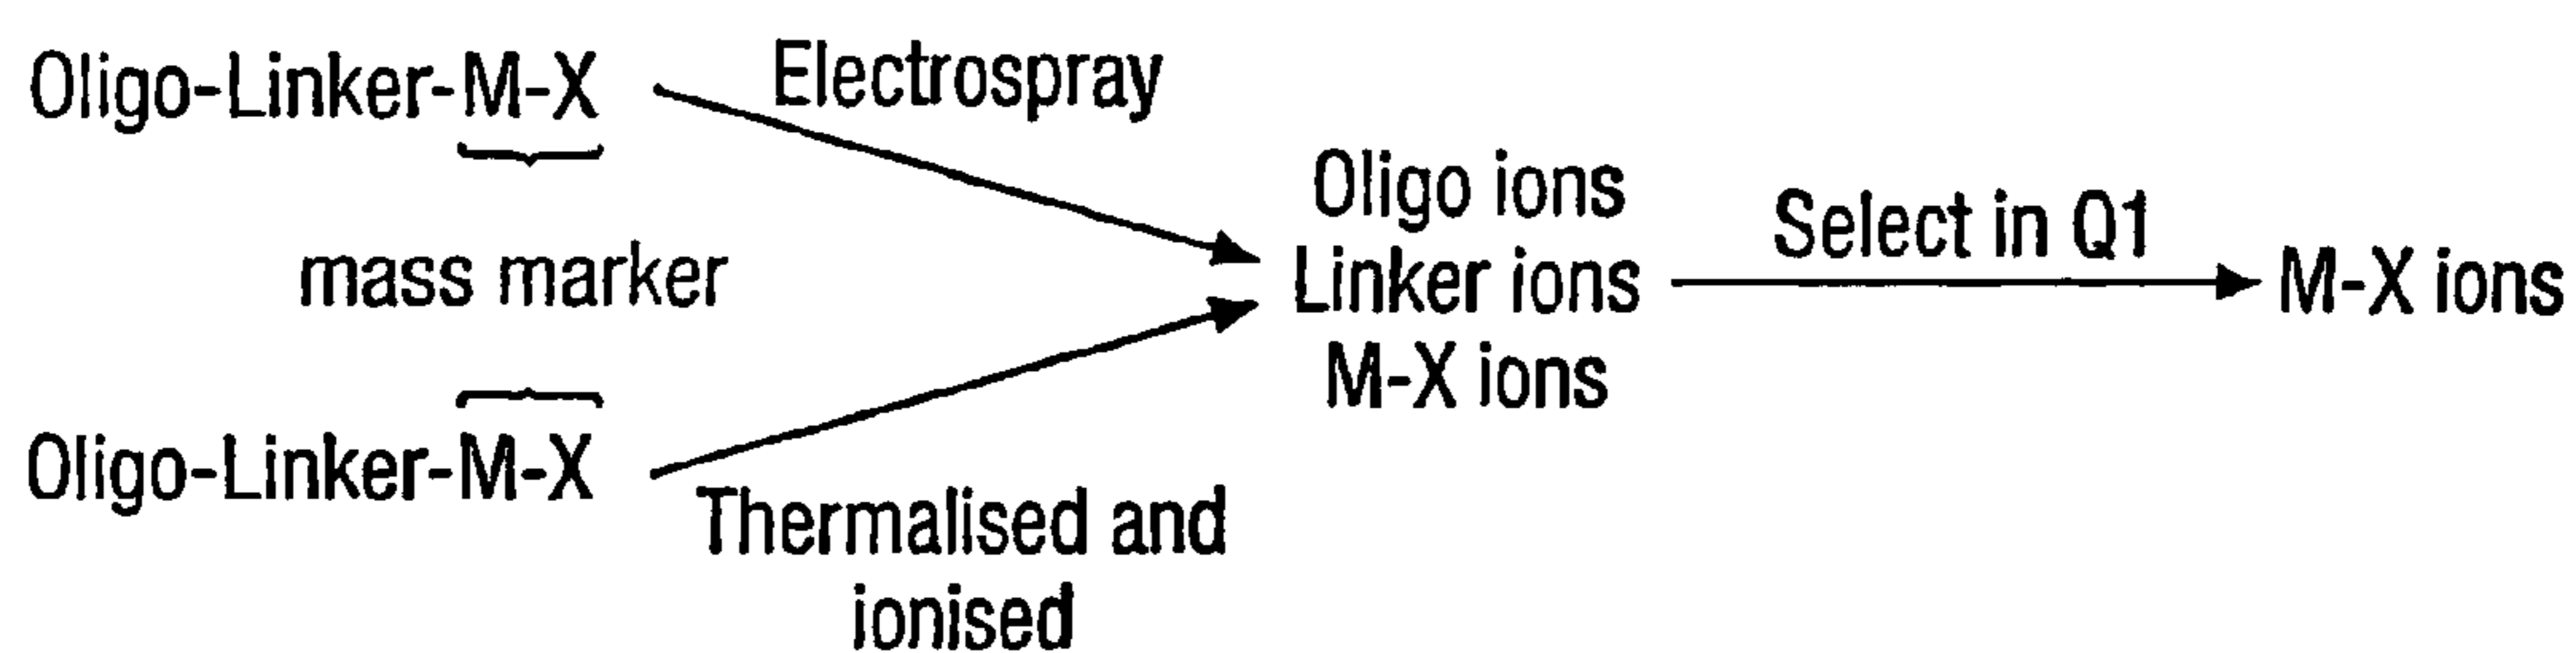 Oligo-Linker-M-X
Electrospray
mass marker
Oligo-Linker-M-X
Thermalised and
ionised
Oligo ions
Linker ions
M-X ions
Select in Q1
M-X ions